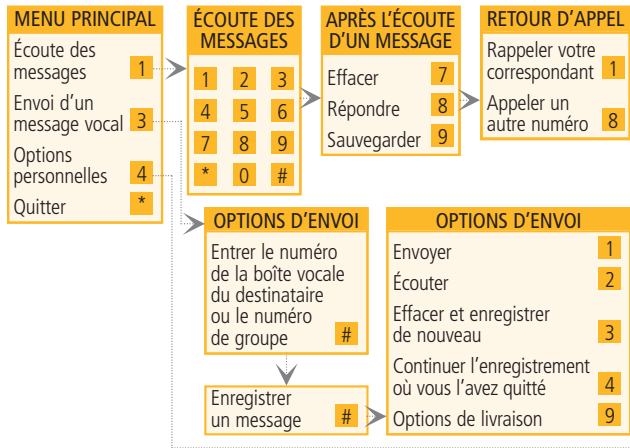 MENU PRINCIPAL
Écoute des
messages 1
Envoi d'un
message vocal 3
Options
personnelles 4
Quitter *
ÉCOUTE DES
MESSAGES
1 2 3
4 5 6
7 8 9
* 0 #
APRÈS L'ÉCOUTE
D'UN MESSAGE
Effacer 7
Répondre 8
Sauvegarder 9
RETOUR D'APPEL
Rappeler votre
correspondant 1
Appeler un
autre numéro 8
OPTIONS D'ENVOI
Entrer le numéro
de la boîte vocale
du destinataire
ou le numéro
de groupe #
Enregistrer
un message #
OPTIONS D'ENVOI
Envoyer 1
Écouter 2
Effacer et enregistrer
de nouveau 3
Continuer l'enregistrement
où vous l'avez quitté 4
Options de livraison 9